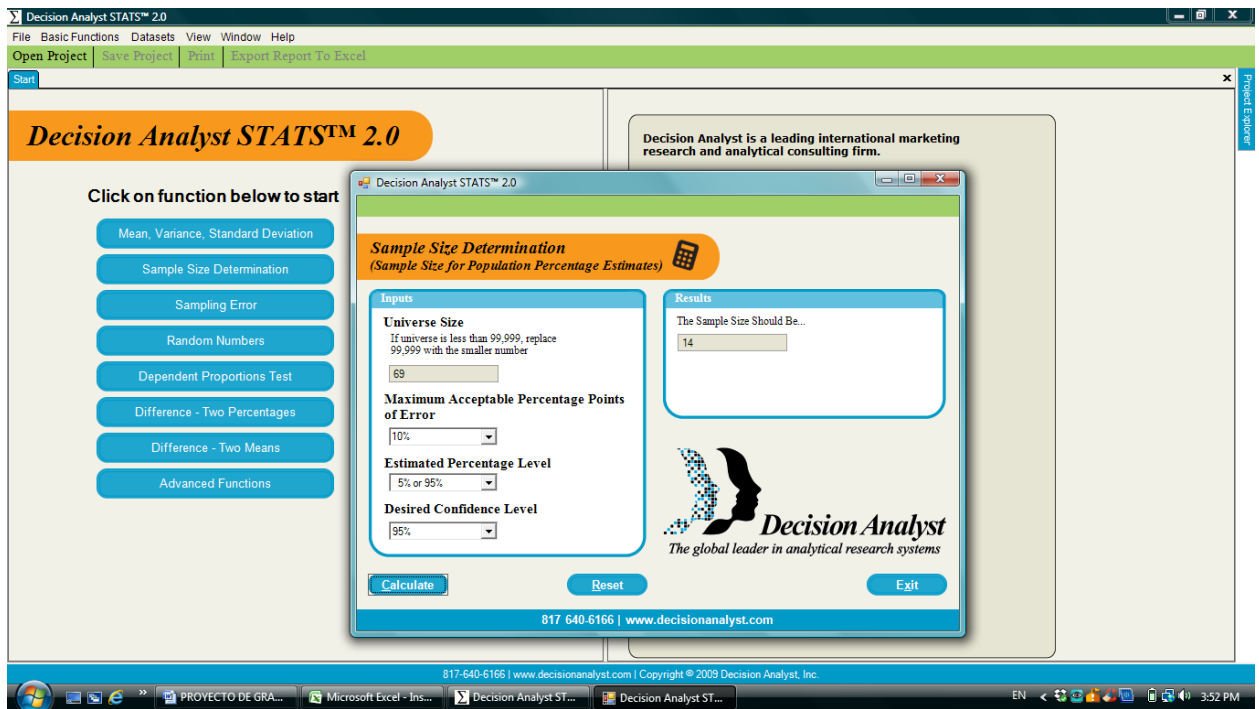 Decision Analyst STATS™ 2.0
File Basic Functions Datasets View Window Help
Open Project Save Project Print Export Report To Excel
Start
Project Explorer
Decision Analyst STATS™ 2.0
Click on function below to start
Mean, Variance, Standard Deviation
Sample Size Determination
Sampling Error
Random Numbers
Dependent Proportions Test
Difference - Two Percentages
Difference - Two Means
Advanced Functions
Decision Analyst is a leading international marketing
research and analytical consulting firm.
Decision Analyst STATS™ 2.0
Sample Size Determination
(Sample Size for Population Percentage Estimates)
Inputs
Universe Size
If universe is less than 99,999, replace
99,999 with the smaller number
69
Maximum Acceptable Percentage Points
of Error
10%
Estimated Percentage Level
5% or 95%
Desired Confidence Level
95%
Results
The Sample Size Should Be...
14
Decision Analyst
The global leader in analytical research systems
Calculate Reset Exit
817 640-6166 | www.decisionanalyst.com
817-640-6166 | www.decisionanalyst.com | Copyright © 2009 Decision Analyst, Inc.
PROYECTO DE GRA... Microsoft Excel - Ins... Decision Analyst ST... Decision Analyst ST... EN 3:52 PM